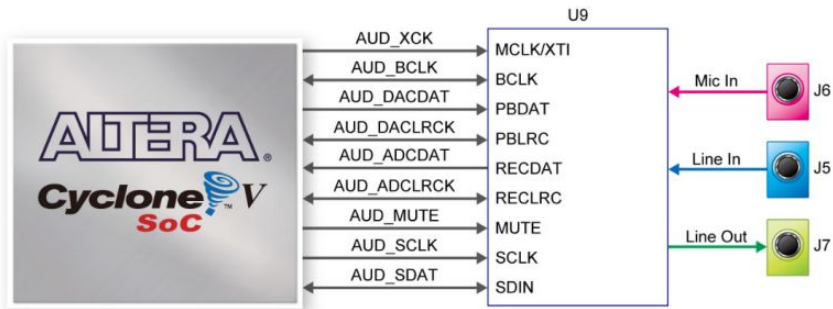 U9
AUD_XCK MCLK/XTI
AUD_BCLK BCLK
AUD_DACDAT PBDAT
AUD_DACLRCK PBLRC
AUD_ADCDAT RECDAT
AUD_ADCLRCK RECLRC
AUD_MUTE MUTE
AUD_SCLK SCLK
AUD_SDAT SDIN
ALTERA®
Cyclone™ V
SoC
Mic In J6
Line In J5
Line Out J7